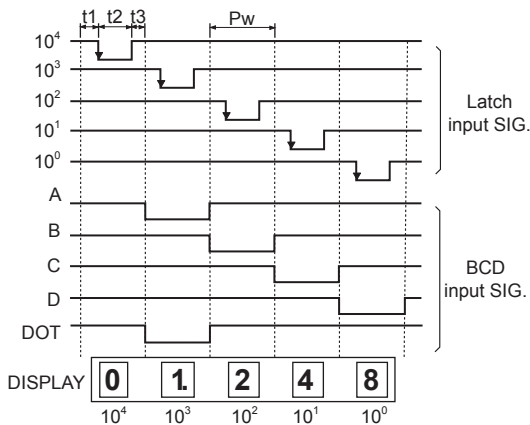 t1 t2 t3 Pw
10⁴
10³
10²
10¹
10⁰
Latch
input SIG.
A
B
C
D
DOT
BCD
input SIG.
DISPLAY 0 1. 2 4 8
10⁴ 10³ 10² 10¹ 10⁰